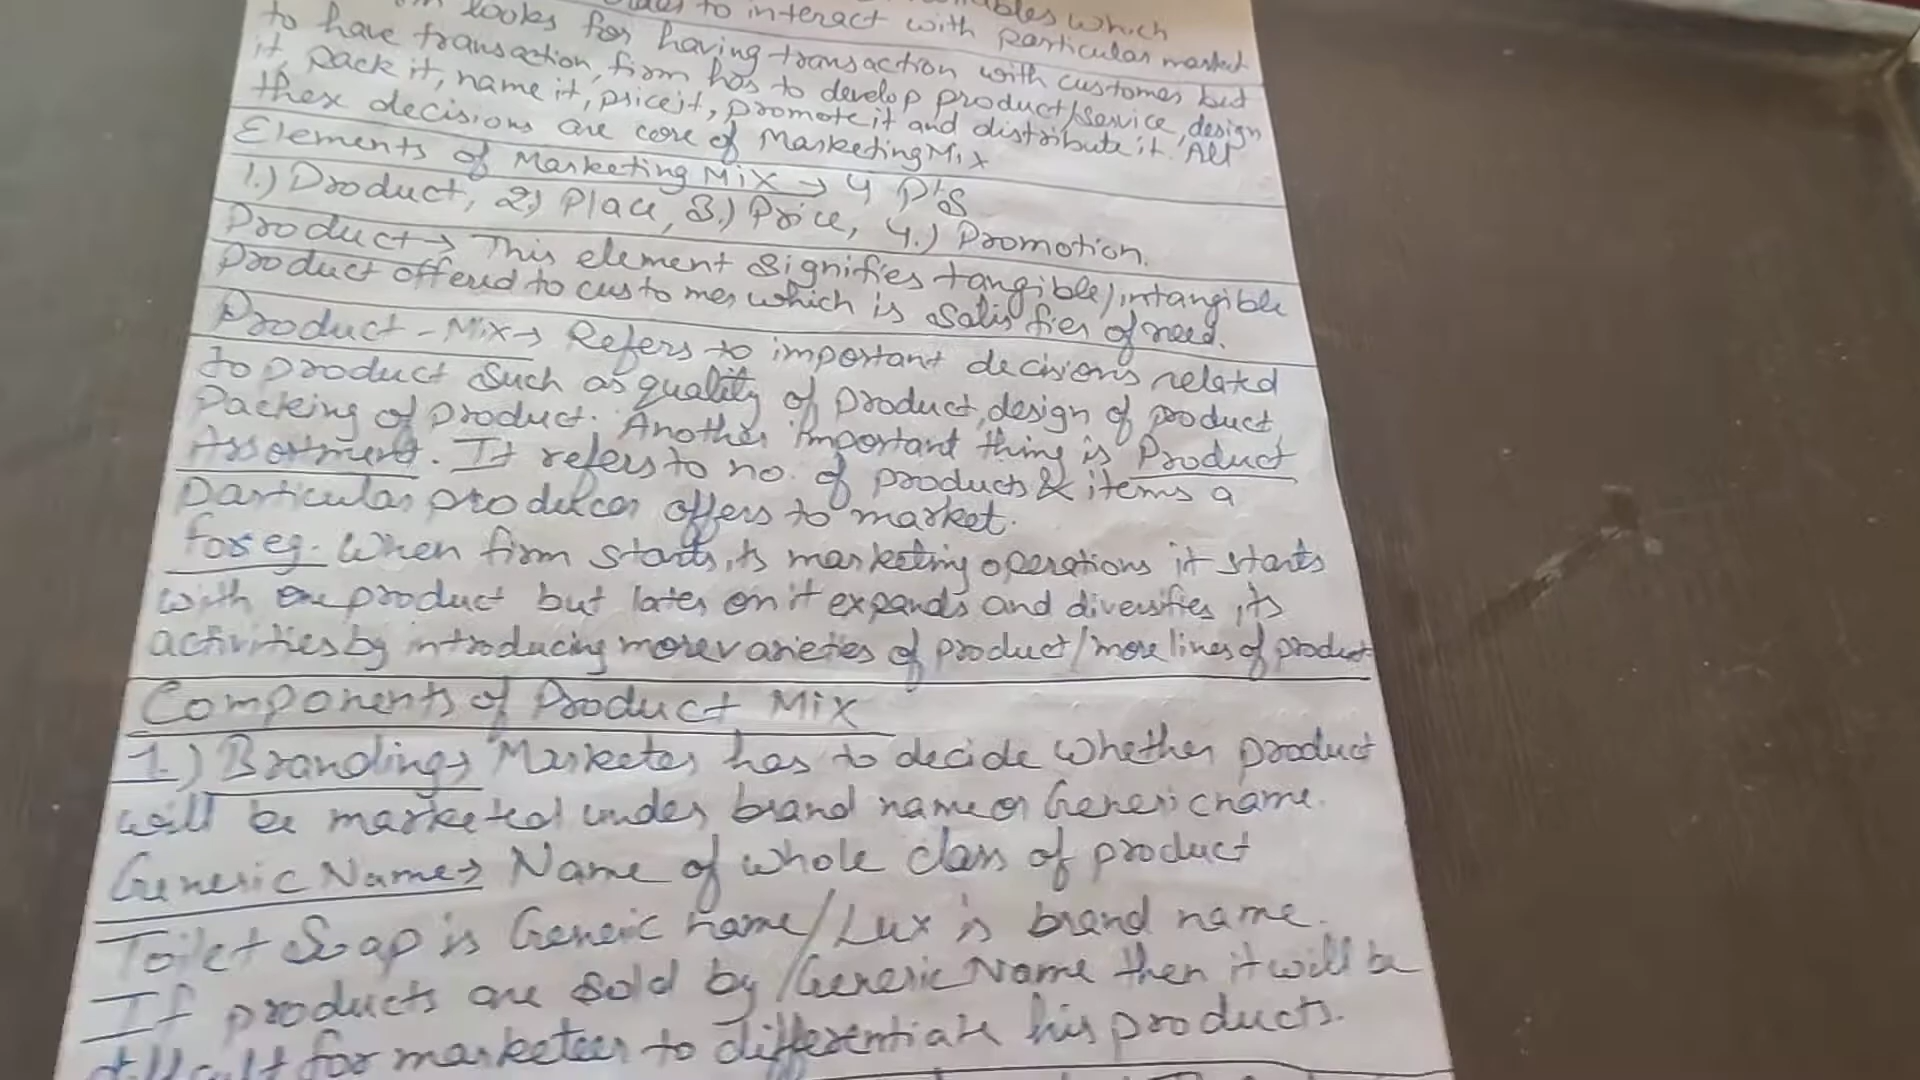 to interact with particular market
looks for having transaction with customer but
to have transaction, firm has to develop product/service, design
it, pack it, name it, price it, promote it and distribute it. All
these decisions are core of Marketing Mix
Elements of Marketing Mix → 4 P's
1.) Product, 2.) Place, 3.) Price, 4.) Promotion.
Product → This element signifies tangible/intangible
product offered to customer which is satisfier of need.
Product-Mix → Refers to important decisions related
to product such as quality of product, design of product,
Packing of product. Another important thing is Product
Assortment. It refers to no. of products & items a
particular producer offers to market.
For eg. When firm starts its marketing operations it starts
with one product but later on it expands and diversifies its
activities by introducing more varieties of product/more lines of product
Components of Product Mix
1.) Branding → Marketer has to decide whether product
will be marketed under brand name or Generic name.
Generic Name → Name of whole class of product
Toilet Soap is Generic name/Lux is brand name.
If products are sold by Generic Name then it will be
difficult for marketeer to differentiate his products.